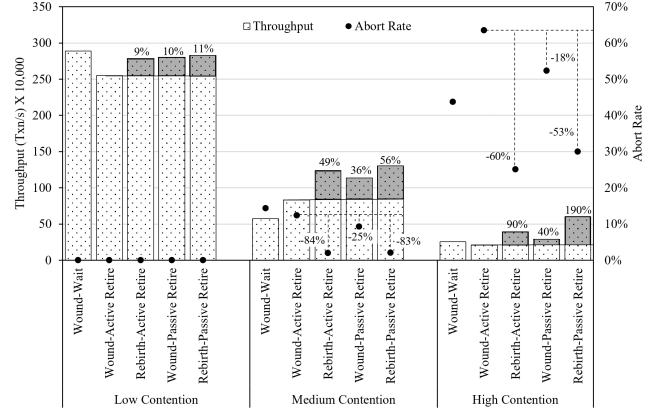 Throughput Abort Rate
Throughput (Txn/s) X 10,000
350
300
250
200
150
100
50
0
70%
60%
50%
40%
30%
20%
10%
0%
Abort Rate
9% 10% 11%
49% 36% 56%
-84% -25% -83%
90% 40% 190%
-60% -18% -53%
Wound-Wait
Wound-Active Retire
Rebirth-Active Retire
Wound-Passive Retire
Rebirth-Passive Retire
Wound-Wait
Wound-Active Retire
Rebirth-Active Retire
Wound-Passive Retire
Rebirth-Passive Retire
Wound-Wait
Wound-Active Retire
Rebirth-Active Retire
Wound-Passive Retire
Rebirth-Passive Retire
Low Contention Medium Contention High Contention